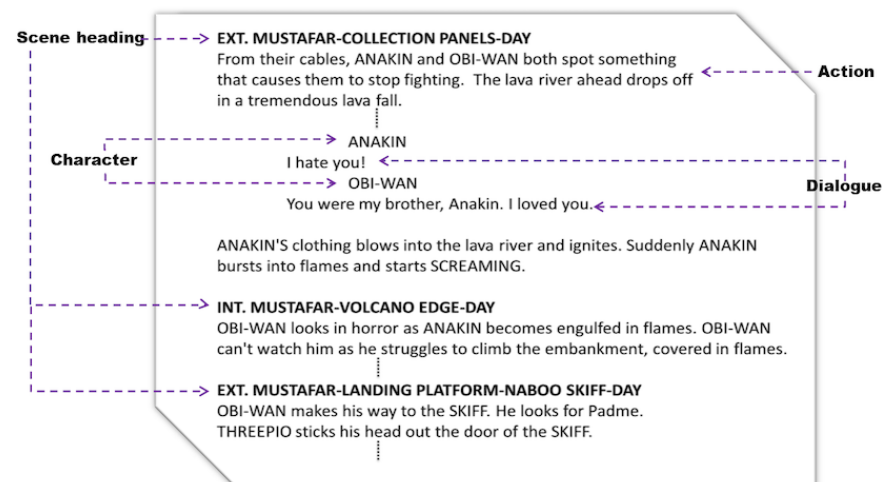 Scene heading
EXT. MUSTAFAR-COLLECTION PANELS-DAY
From their cables, ANAKIN and OBI-WAN both spot something
that causes them to stop fighting. The lava river ahead drops off
in a tremendous lava fall.
Action
ANAKIN
Character
I hate you!
OBI-WAN
Dialogue
You were my brother, Anakin. I loved you.
ANAKIN'S clothing blows into the lava river and ignites. Suddenly ANAKIN
bursts into flames and starts SCREAMING.
INT. MUSTAFAR-VOLCANO EDGE-DAY
OBI-WAN looks in horror as ANAKIN becomes engulfed in flames. OBI-WAN
can't watch him as he struggles to climb the embankment, covered in flames.
EXT. MUSTAFAR-LANDING PLATFORM-NABOO SKIFF-DAY
OBI-WAN makes his way to the SKIFF. He looks for Padme.
THREEPIO sticks his head out the door of the SKIFF.